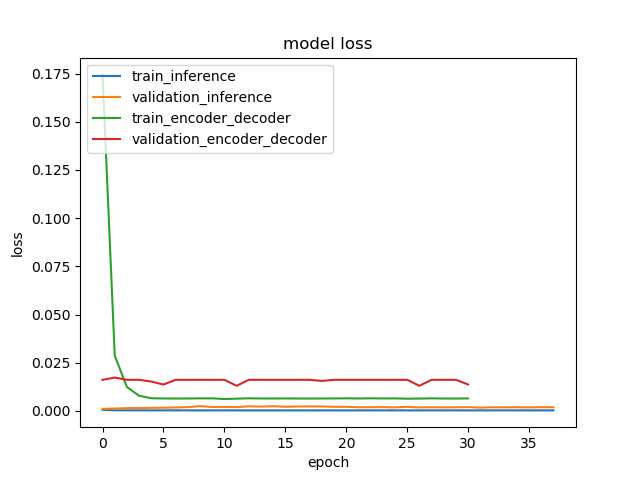 model loss
train_inference
validation_inference
train_encoder_decoder
validation_encoder_decoder
loss
0.175
0.150
0.125
0.100
0.075
0.050
0.025
0.000
0 5 10 15 20 25 30 35
epoch